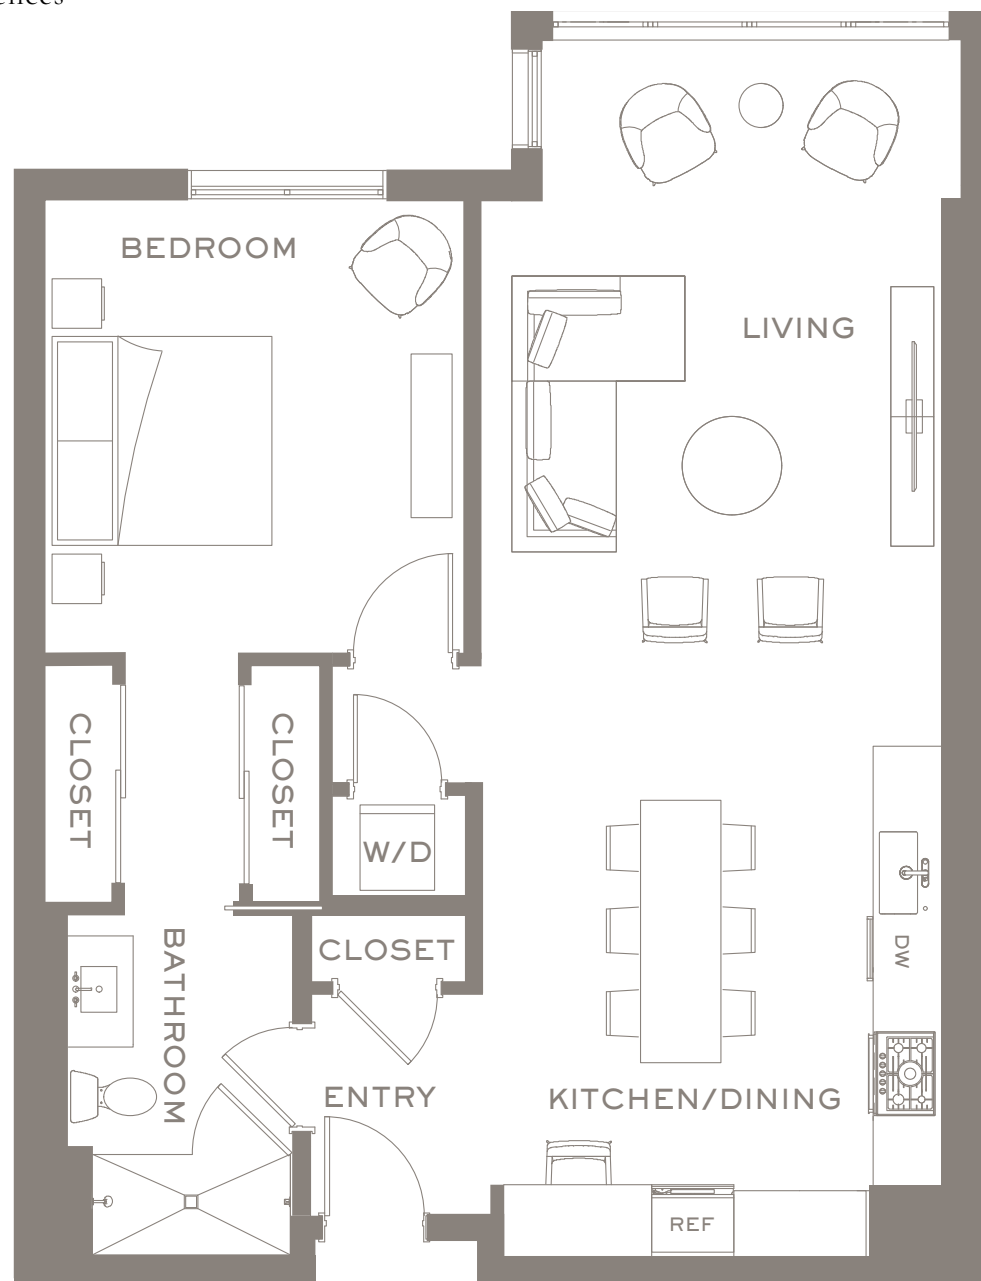 BEDROOM
LIVING
CLOSET
CLOSET
W/D
CLOSET
BATHROOM
DW
ENTRY
KITCHEN/DINING
REF